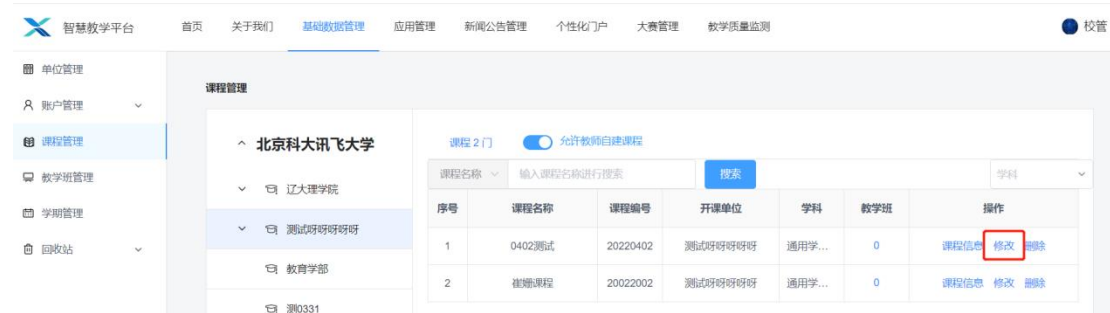 智慧教学平台 首页 关于我们 基础数据管理 应用管理 新闻公告管理 个性化门户 大赛管理 教学质量监测 校管
单位管理
课程管理
账户管理
课程管理
教学班管理
学期管理
回收站
北京科大讯飞大学
辽大理学院
测试呀呀呀呀呀
教育学部
测0331
课程 2 门 允许教师自建课程
课程名称 输入课程名称进行搜索 搜索 学科
序号 课程名称 课程编号 开课单位 学科 教学班 操作
1 0402测试 20220402 测试呀呀呀呀呀 通用学... 0 课程信息 修改 删除
2 崔姗课程 20022002 测试呀呀呀呀呀 通用学... 0 课程信息 修改 删除